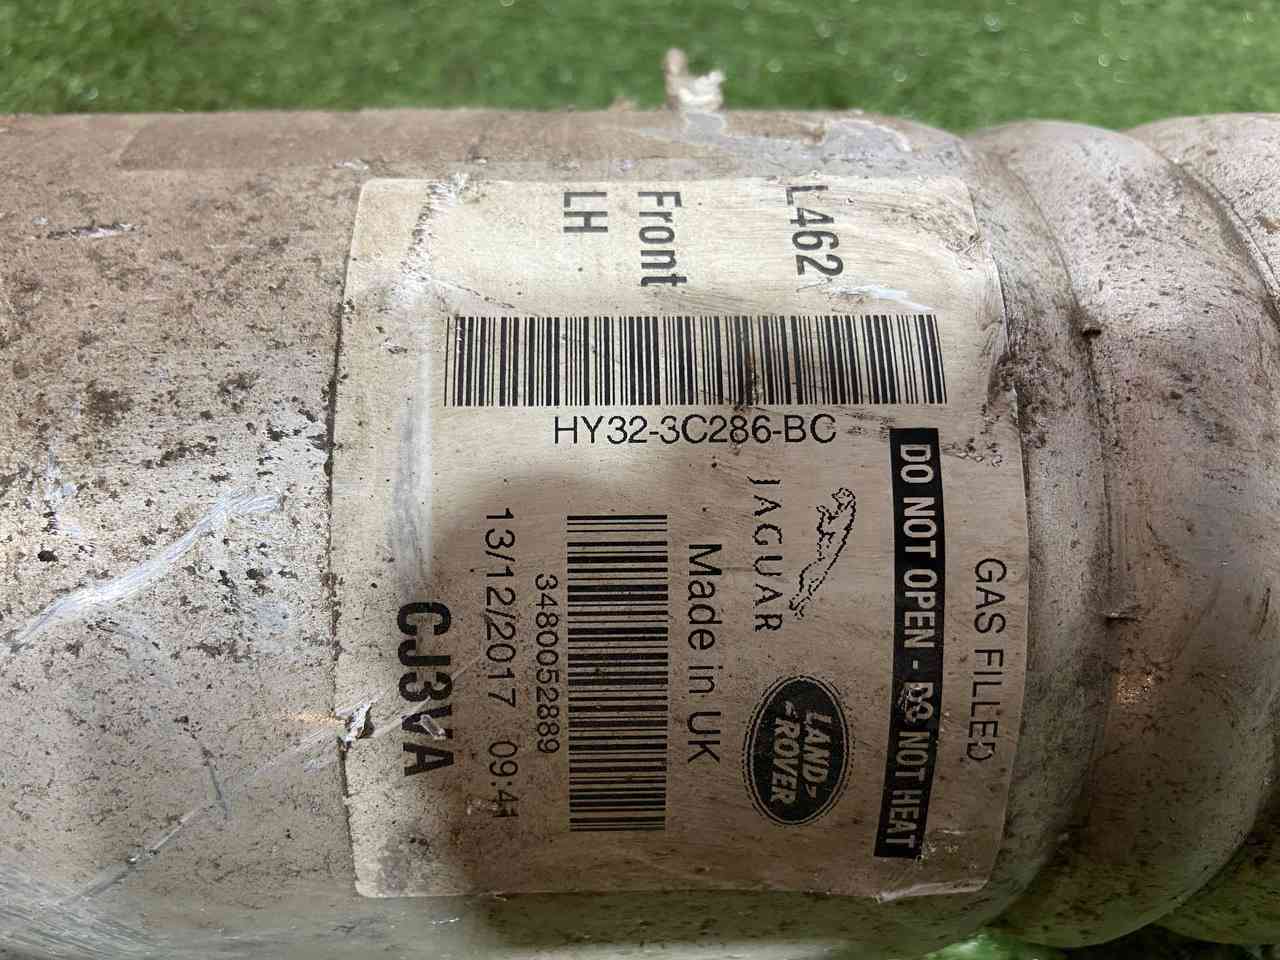 L462
Front
LH
HY32-3C286-BC
GAS FILLED
DO NOT OPEN - DO NOT HEAT
JAGUAR
LAND-
-ROVER
Made in UK
3480052889
13/12/2017 09:41
CJ3VA